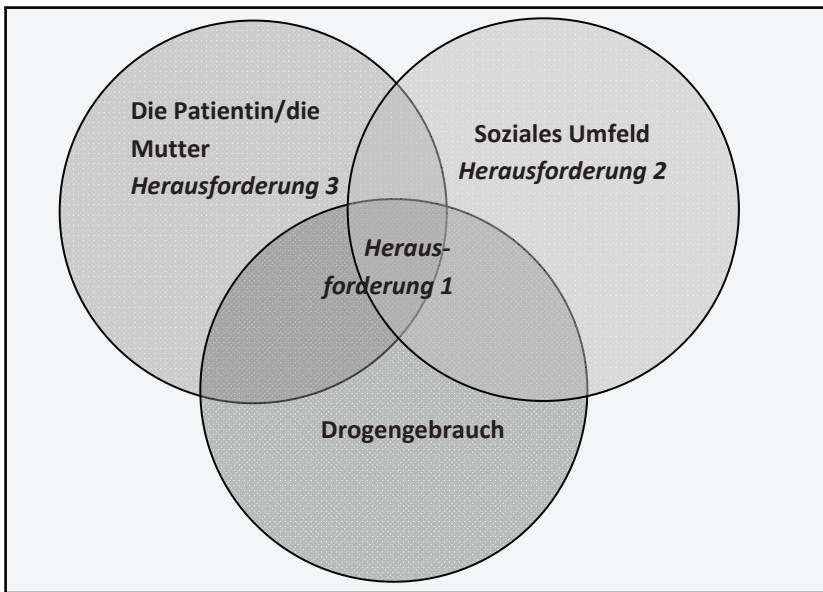 Die Patientin/die
Mutter
Herausforderung 3
Soziales Umfeld
Herausforderung 2
Heraus-
forderung 1
Drogengebrauch